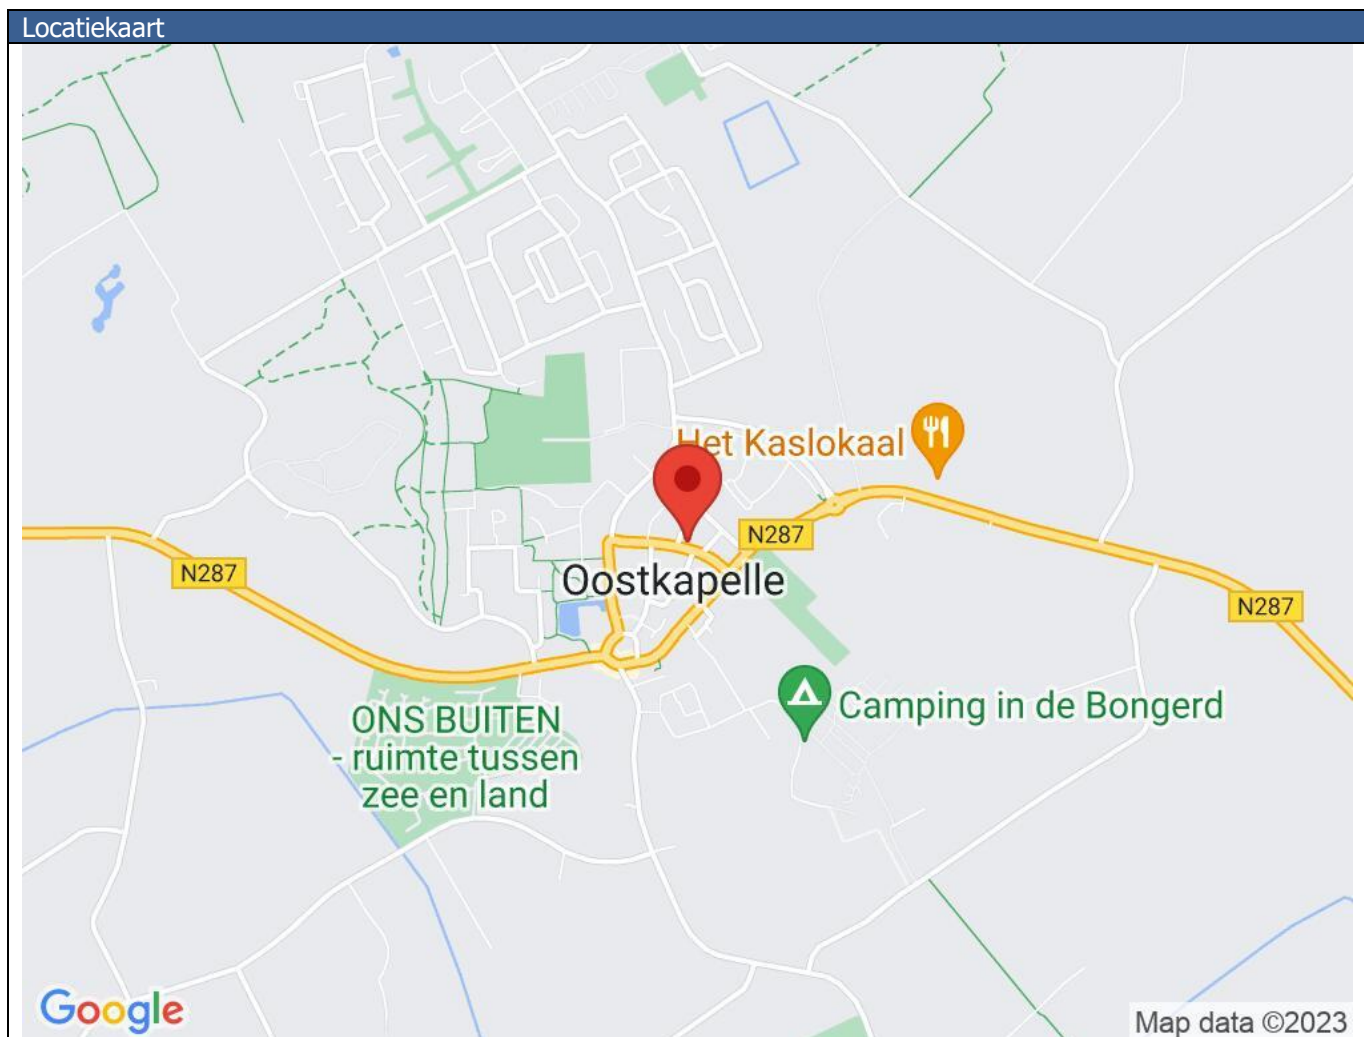 Locatiekaart
Het Kaslokaal
N287
N287
Oostkapelle
N287
Camping in de Bongerd
ONS BUITEN
- ruimte tussen
zee en land
Google
Map data ©2023